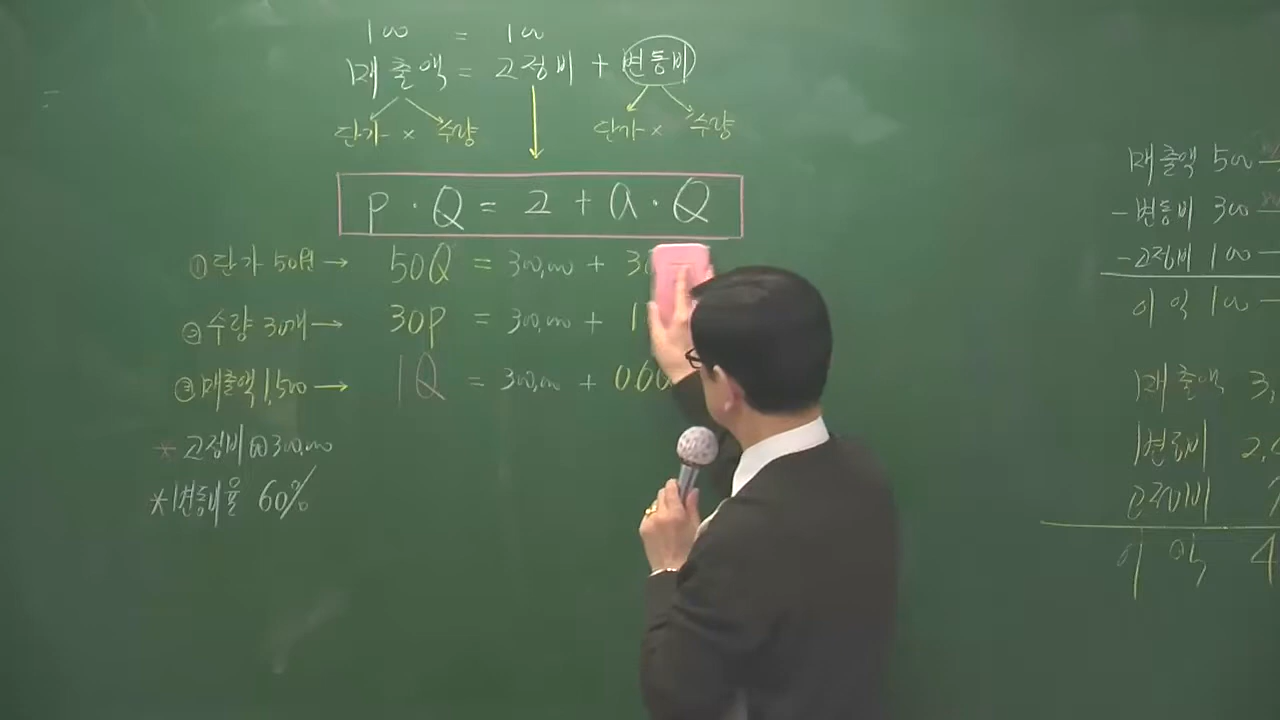 100 = 100
매출액 = 고정비 + 변동비
단가 × 수량 단가 × 수량
P · Q = 고 + a · Q
① 단가 50원 → 50Q = 300,000 + 30
② 수량 30개 → 30P = 300,000 +
③ 매출액 1,500 → 1Q = 300,000 + 0.60
* 고정비 @300,000
* 변동비율 60%
매출액 500
- 변동비 300
- 고정비 100
이익 100
매출액 3,
변동비 2,
고정비
이익 4